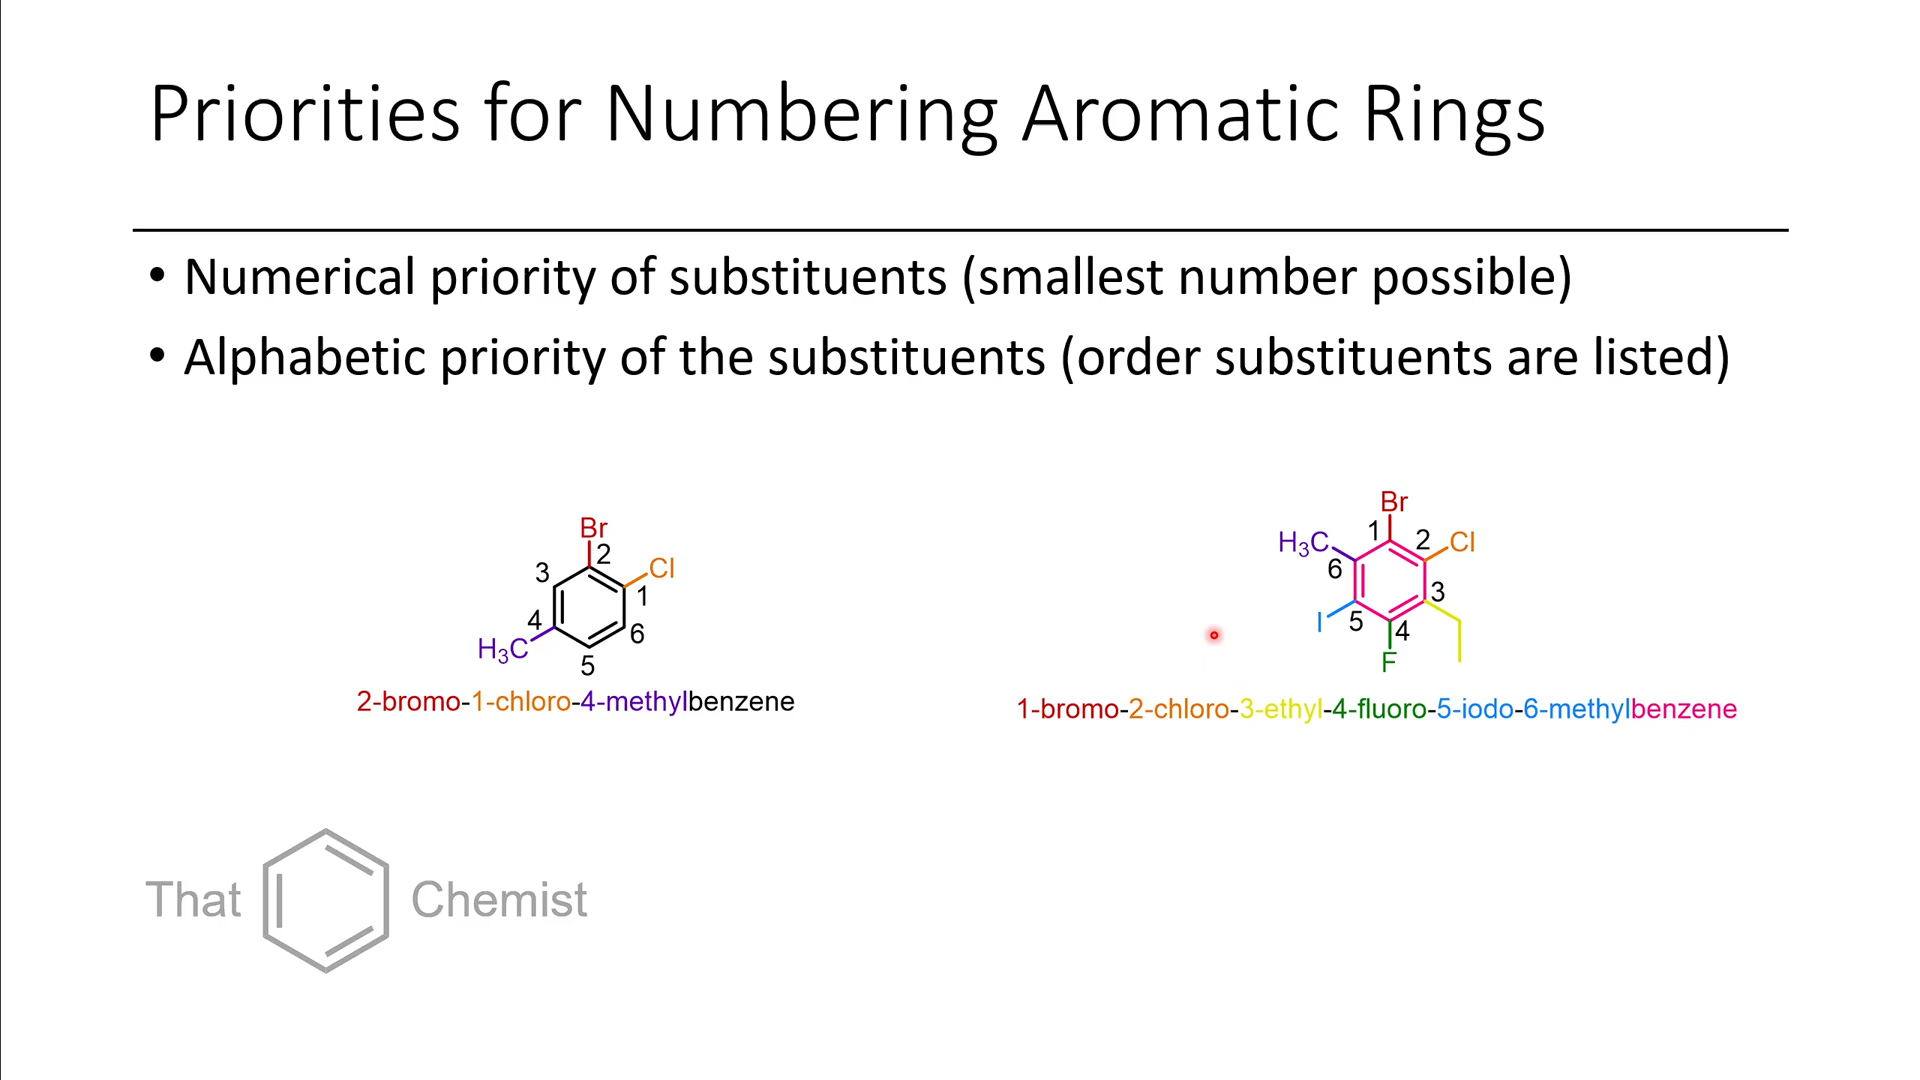 Priorities for Numbering Aromatic Rings
• Numerical priority of substituents (smallest number possible)
• Alphabetic priority of the substituents (order substituents are listed)
Br
2
Cl
3
1
4
6
H₃C
5
2-bromo-1-chloro-4-methylbenzene
Br
1
2
Cl
H₃C
6
3
I
5
4
F
1-bromo-2-chloro-3-ethyl-4-fluoro-5-iodo-6-methylbenzene
That Chemist